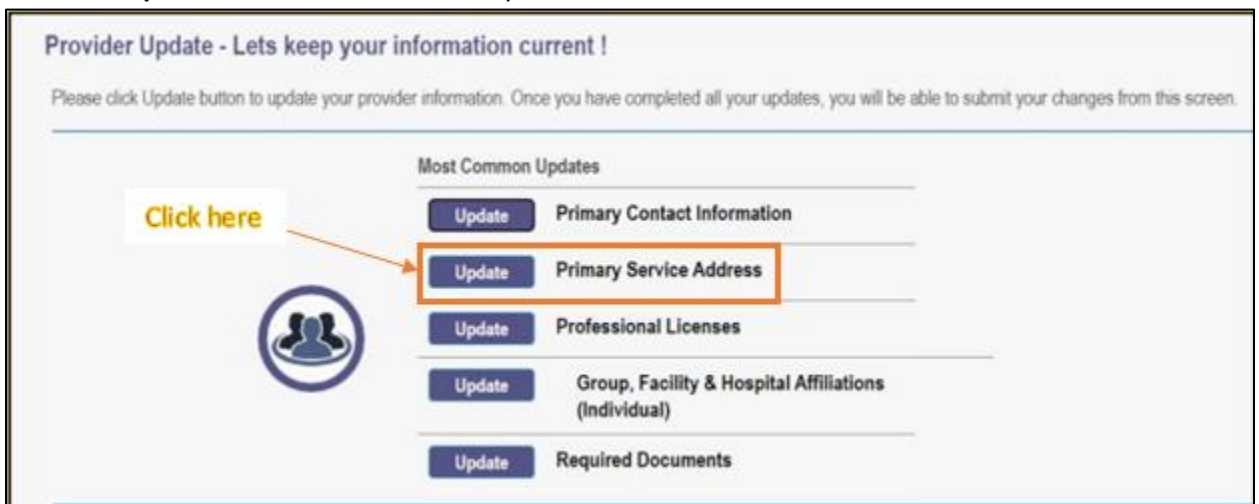 Provider Update - Lets keep your information current !
Please click Update button to update your provider information. Once you have completed all your updates, you will be able to submit your changes from this screen.
Most Common Updates
Click here
Update Primary Contact Information
Update Primary Service Address
Update Professional Licenses
Update Group, Facility & Hospital Affiliations
(Individual)
Update Required Documents